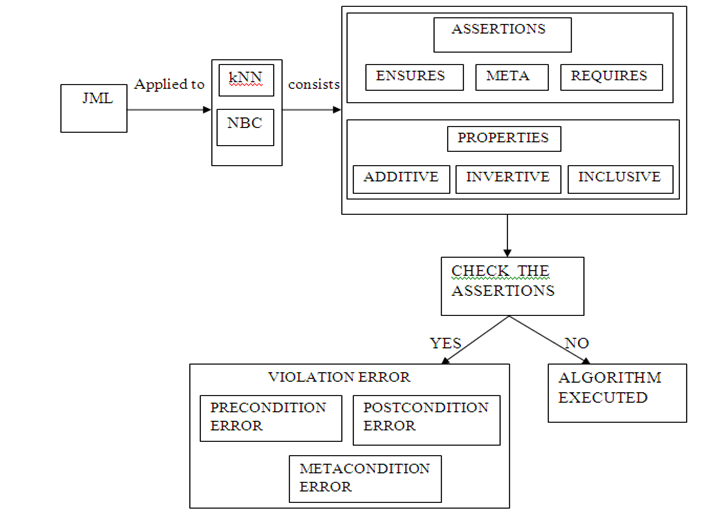 ASSERTIONS
ENSURES
META
REQUIRES
JML
Applied to
kNN
NBC
consists
PROPERTIES
ADDITIVE
INVERTIVE
INCLUSIVE
CHECK THE
ASSERTIONS
YES
NO
VIOLATION ERROR
PRECONDITION
ERROR
POSTCONDITION
ERROR
METACONDITION
ERROR
ALGORITHM
EXECUTED